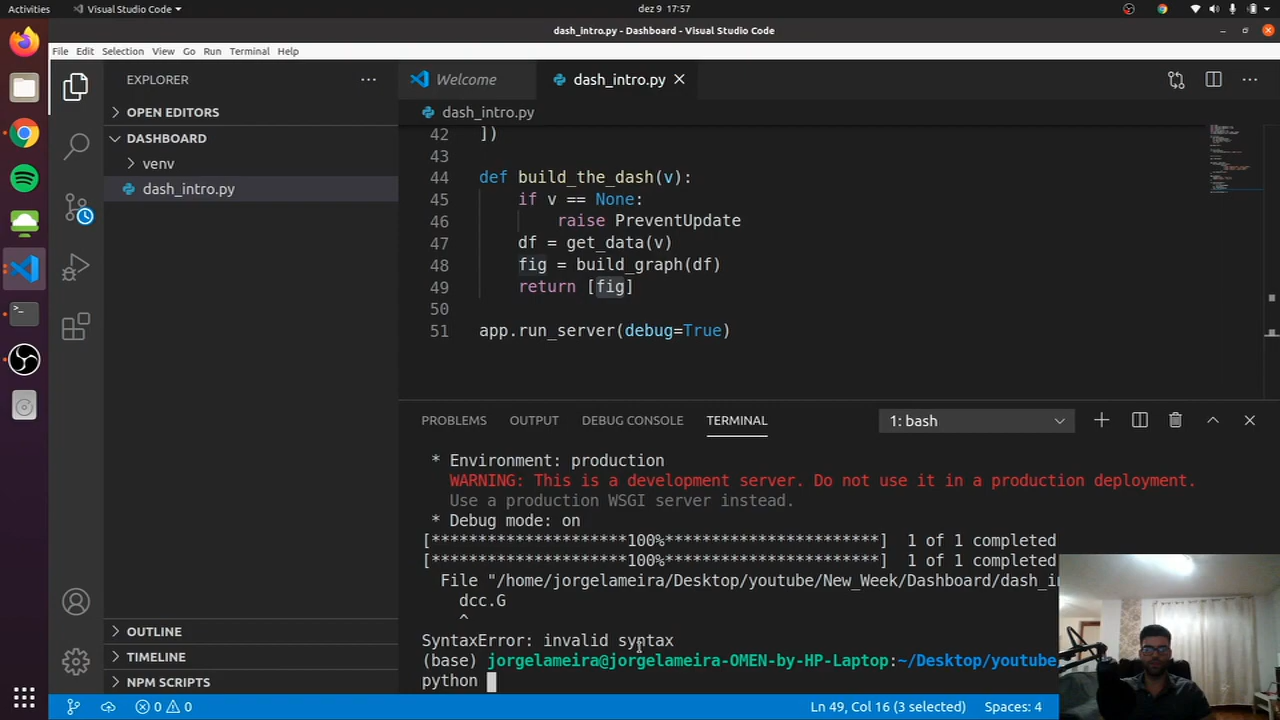 Activities
Visual Studio Code
dez 9 17:57
dash_intro.py - Dashboard - Visual Studio Code
File Edit Selection View Go Run Terminal Help
EXPLORER
OPEN EDITORS
DASHBOARD
venv
dash_intro.py
OUTLINE
TIMELINE
NPM SCRIPTS
Welcome
dash_intro.py
dash_intro.py
42 ])
43
44 def build_the_dash(v):
45 if v == None:
46 raise PreventUpdate
47 df = get_data(v)
48 fig = build_graph(df)
49 return [fig]
50
51 app.run_server(debug=True)
PROBLEMS OUTPUT DEBUG CONSOLE TERMINAL
1: bash
* Environment: production
WARNING: This is a development server. Do not use it in a production deployment.
Use a production WSGI server instead.
* Debug mode: on
[*********************100%***********************] 1 of 1 completed
[*********************100%***********************] 1 of 1 completed
File "/home/jorgelameira/Desktop/youtube/New_Week/Dashboard/dash_in
dcc.G
^
SyntaxError: invalid syntax
(base) jorgelameira@jorgelameira-OMEN-by-HP-Laptop:~/Desktop/youtube
python
0 0
Ln 49, Col 16 (3 selected)
Spaces: 4